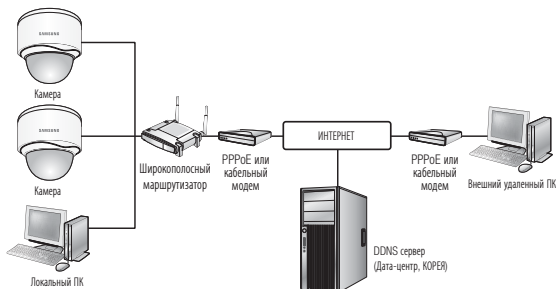 SAMSUNG
Камера
SAMSUNG
Камера
Локальный ПК
Широкополосный
маршрутизатор
PPPoE или
кабельный
модем
ИНТЕРНЕТ
DDNS сервер
(Дата-центр, КОРЕЯ)
PPPoE или
кабельный
модем
Внешний удаленный ПК